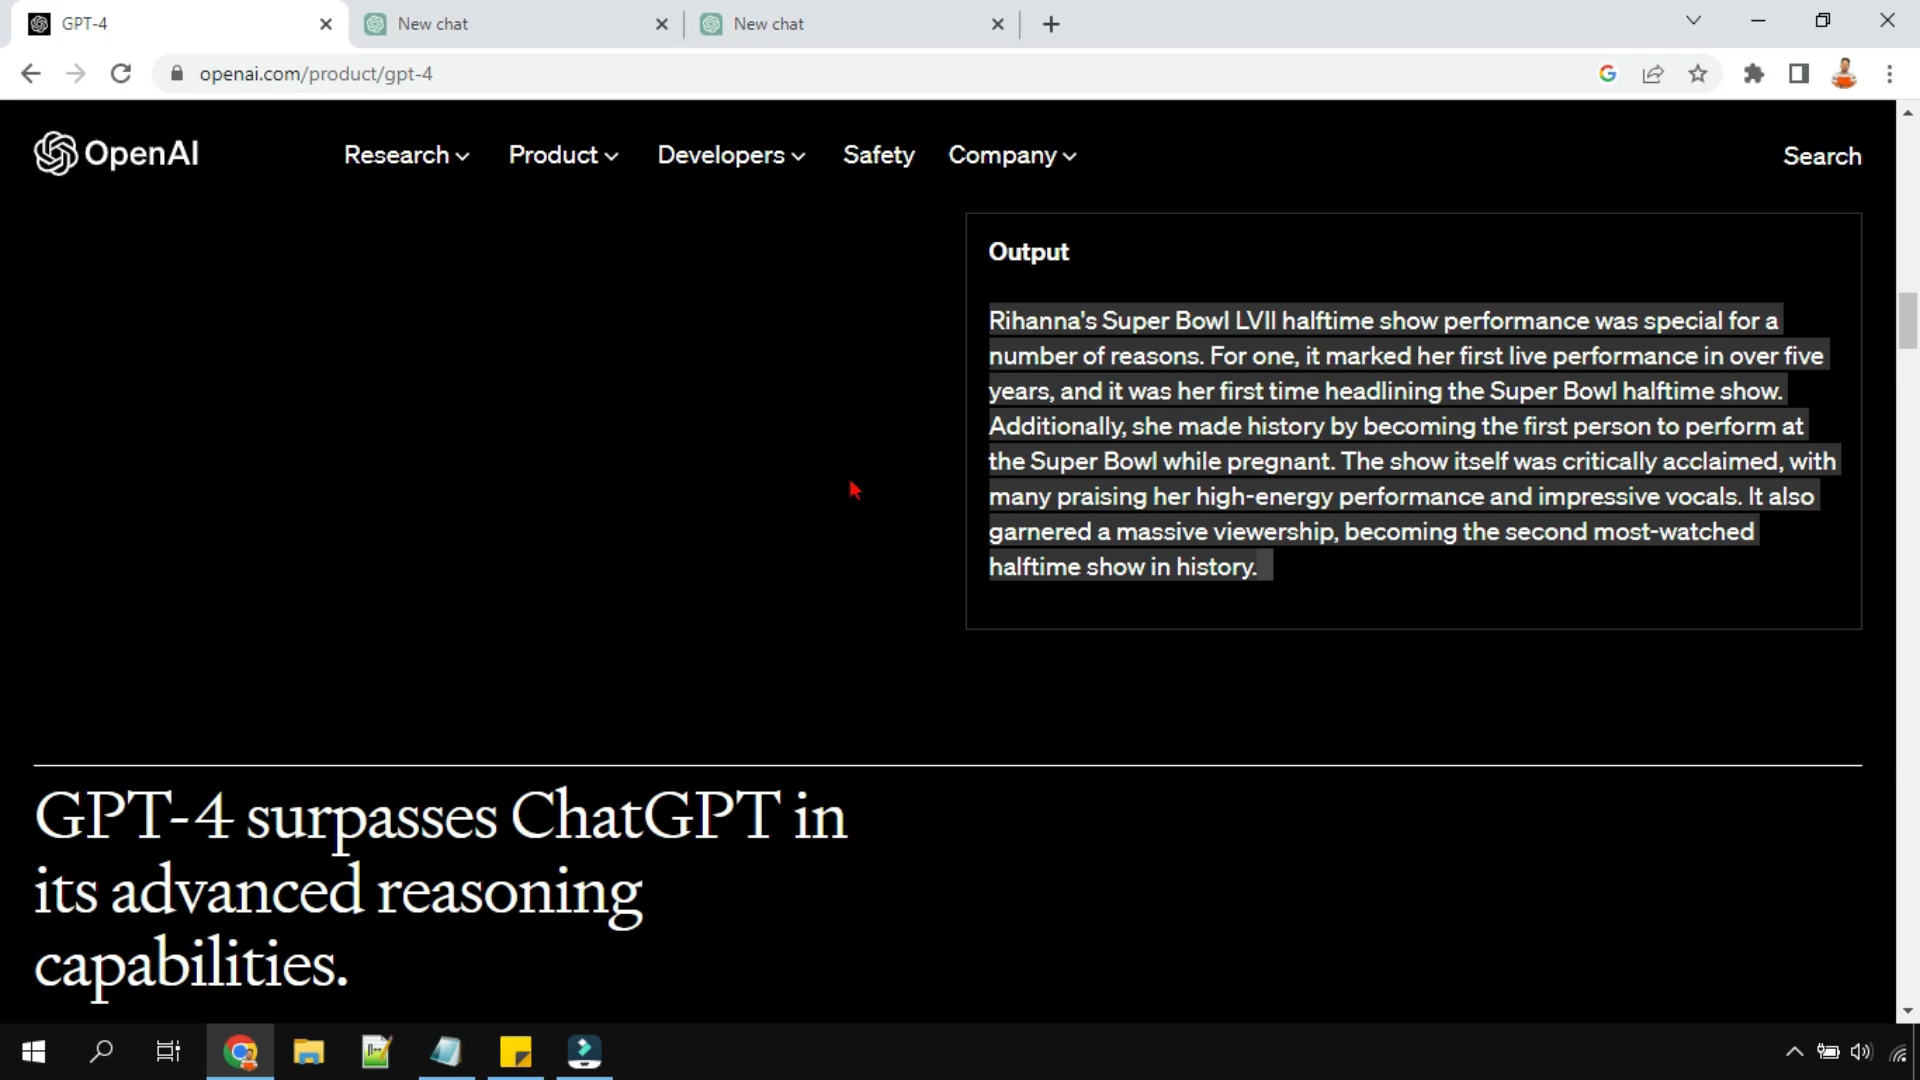 GPT-4
New chat
New chat
openai.com/product/gpt-4
OpenAI
Research
Product
Developers
Safety
Company
Search
Output
Rihanna's Super Bowl LVII halftime show performance was special for a
number of reasons. For one, it marked her first live performance in over five
years, and it was her first time headlining the Super Bowl halftime show.
Additionally, she made history by becoming the first person to perform at
the Super Bowl while pregnant. The show itself was critically acclaimed, with
many praising her high-energy performance and impressive vocals. It also
garnered a massive viewership, becoming the second most-watched
halftime show in history.
GPT-4 surpasses ChatGPT in
its advanced reasoning
capabilities.